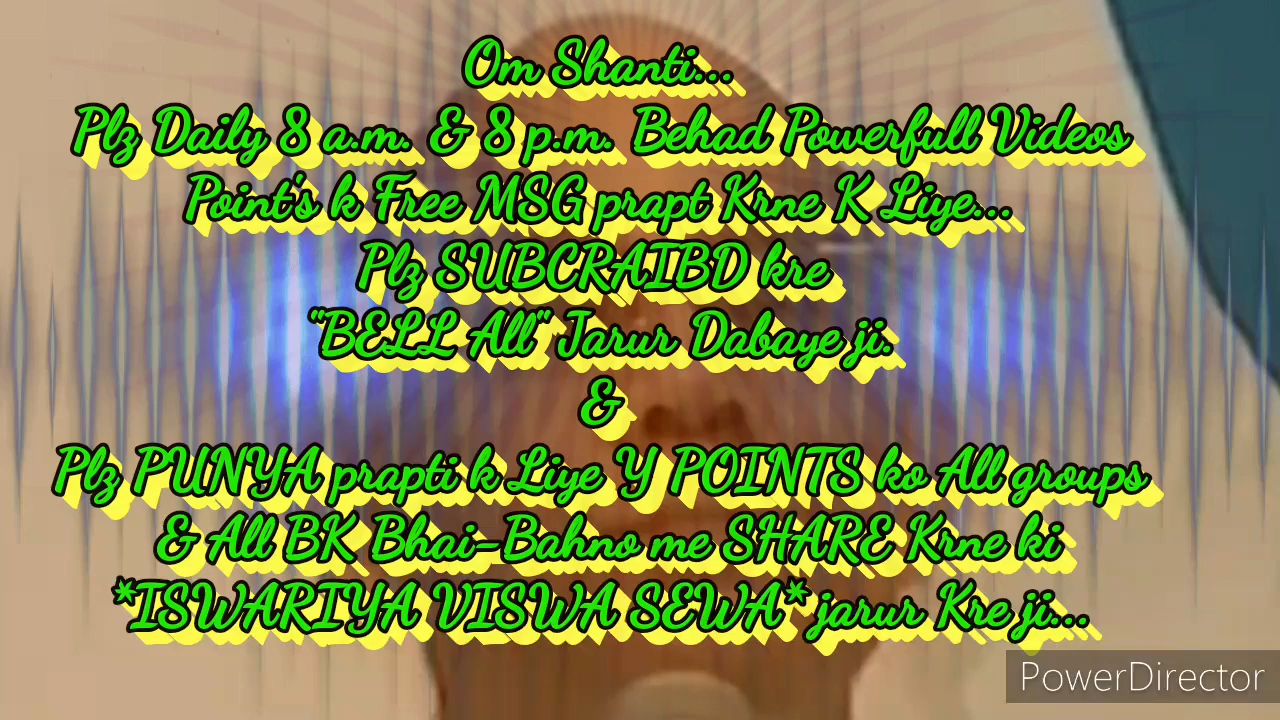 Om Shanti...
Plz Daily 8 a.m. & 8 p.m. Behad Powerfull Videos
Point's k Free MSG prapt Krne K Liye...
Plz SUBCRAIBD kre
"BELL All" Jarur Dabaye ji.
&
Plz PUNYA prapti k Liye Y POINTS ko All groups
& All BK Bhai-Bahno me SHARE Krne ki
*ISWARIYA VISWA SEWA* jarur Kre ji...
PowerDirector